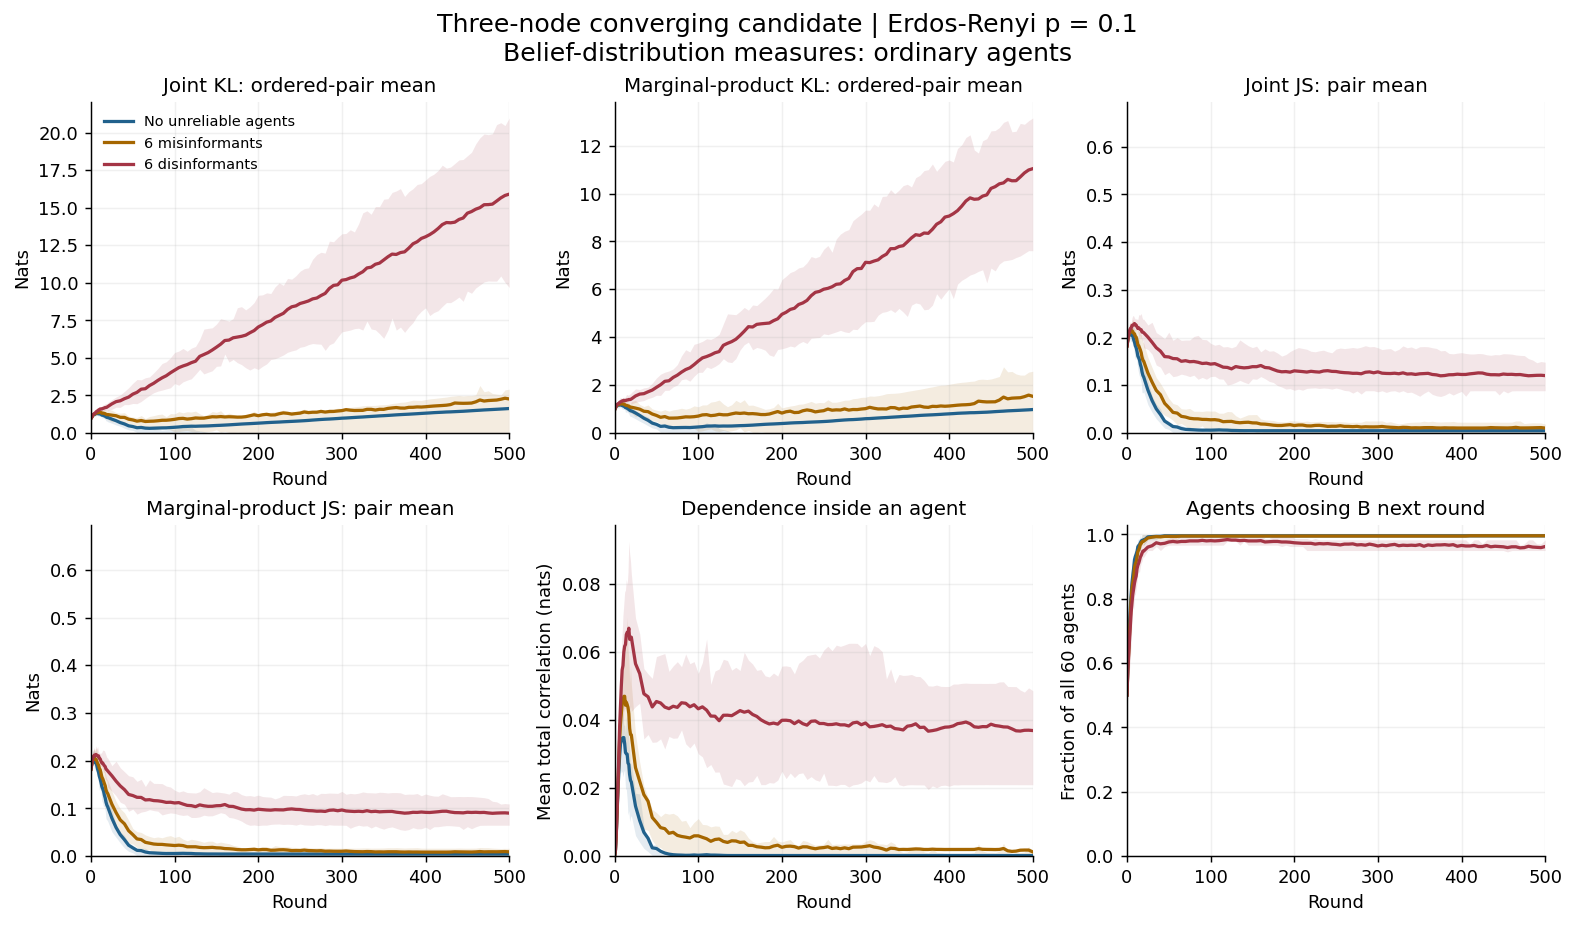 Three-node converging candidate | Erdos-Renyi p = 0.1
Belief-distribution measures: ordinary agents
Joint KL: ordered-pair mean
Nats
20.0
17.5
15.0
12.5
10.0
7.5
5.0
2.5
0.0
No unreliable agents
6 misinformants
6 disinformants
0 100 200 300 400 500
Round
Marginal-product KL: ordered-pair mean
Nats
12
10
8
6
4
2
0
0 100 200 300 400 500
Round
Joint JS: pair mean
Nats
0.6
0.5
0.4
0.3
0.2
0.1
0.0
0 100 200 300 400 500
Round
Marginal-product JS: pair mean
Nats
0.6
0.5
0.4
0.3
0.2
0.1
0.0
0 100 200 300 400 500
Round
Dependence inside an agent
Mean total correlation (nats)
0.08
0.06
0.04
0.02
0.00
0 100 200 300 400 500
Round
Agents choosing B next round
Fraction of all 60 agents
1.0
0.8
0.6
0.4
0.2
0.0
0 100 200 300 400 500
Round